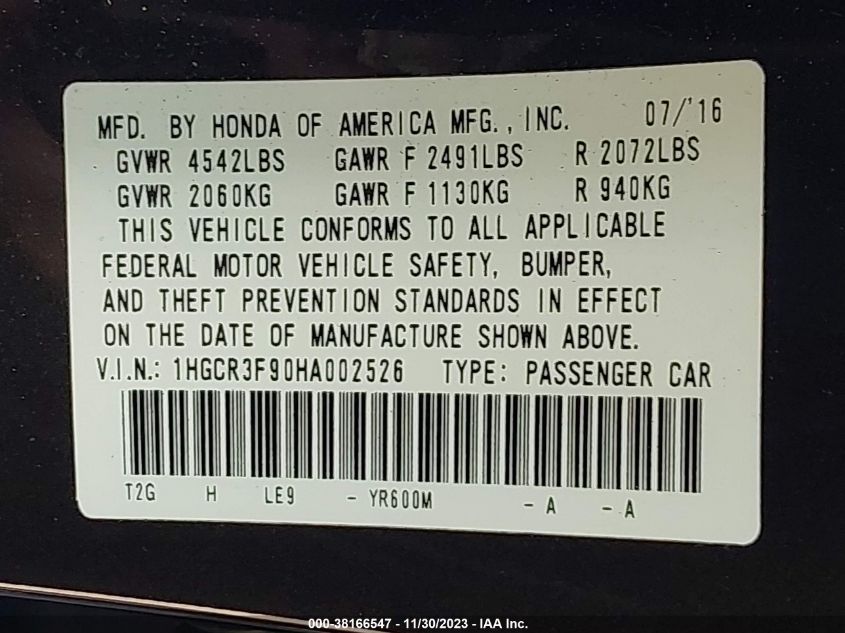 MFD. BY HONDA OF AMERICA MFG., INC. 07/'16
GVWR 4542LBS GAWR F 2491LBS R 2072LBS
GVWR 2060KG GAWR F 1130KG R 940KG
THIS VEHICLE CONFORMS TO ALL APPLICABLE
FEDERAL MOTOR VEHICLE SAFETY, BUMPER,
AND THEFT PREVENTION STANDARDS IN EFFECT
ON THE DATE OF MANUFACTURE SHOWN ABOVE.
V.I.N.: 1HGCR3F90HA002526 TYPE: PASSENGER CAR
T2G H LE9 - YR600M - A - A
000-38166547 - 11/30/2023 - IAA Inc.